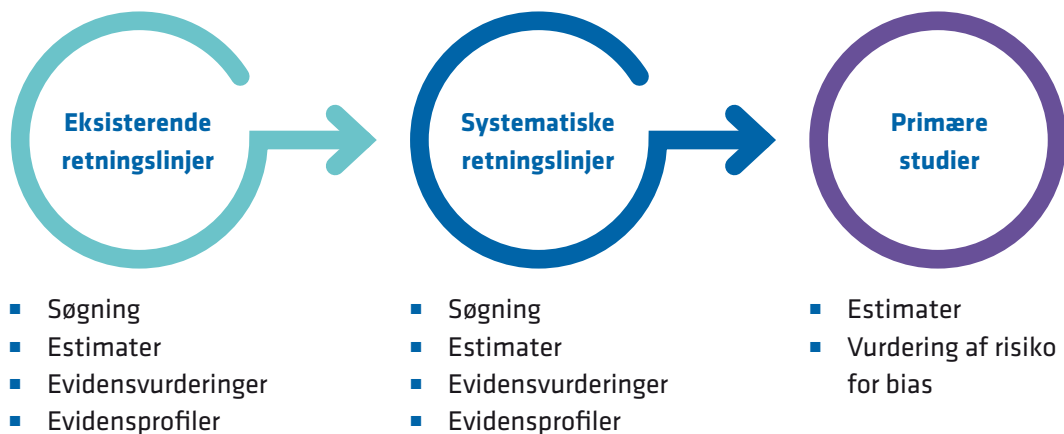 Eksisterende
retningslinjer
Systematiske
retningslinjer
Primære
studier
Søgning
Estimater
Evidensvurderinger
Evidensprofiler
Søgning
Estimater
Evidensvurderinger
Evidensprofiler
Estimater
Vurdering af risiko
for bias